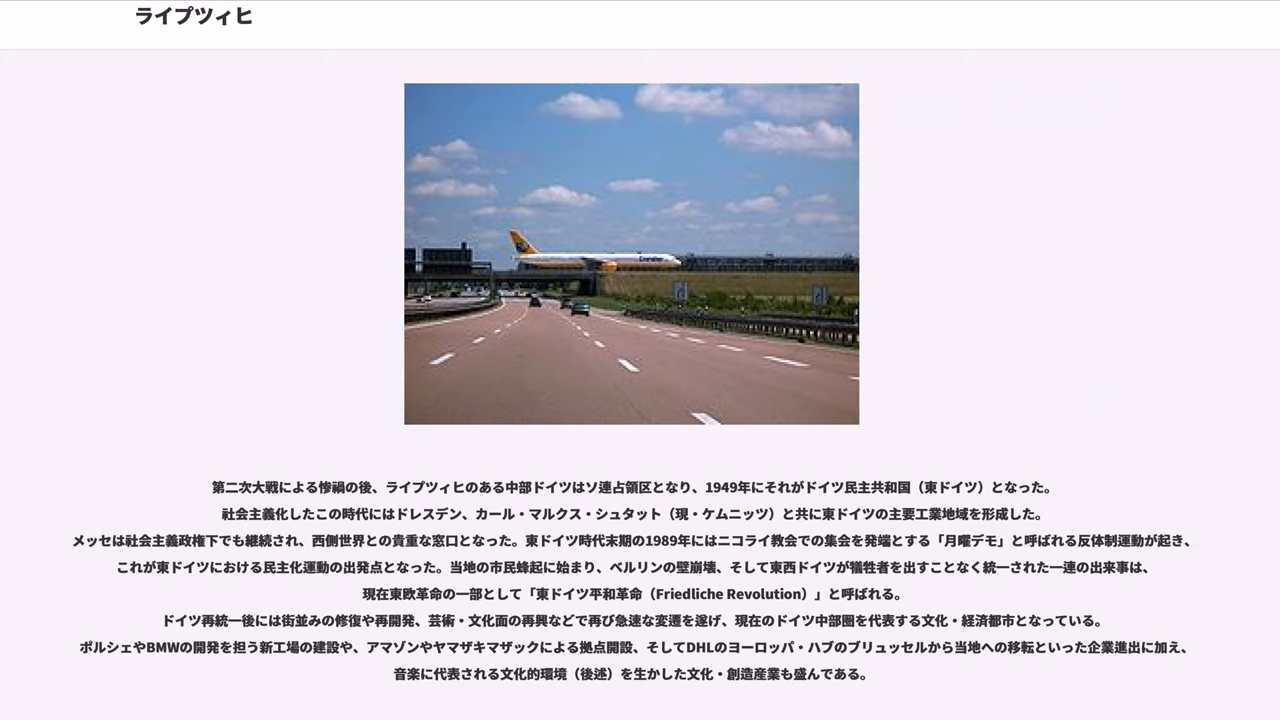 ライプツィヒ
Condor
第二次大戦による惨禍の後、ライプツィヒのある中部ドイツはソ連占領区となり、1949年にそれがドイツ民主共和国（東ドイツ）となった。
社会主義化したこの時代にはドレスデン、カール・マルクス・シュタット（現・ケムニッツ）と共に東ドイツの主要工業地域を形成した。
メッセは社会主義政権下でも継続され、西側世界との貴重な窓口となった。東ドイツ時代末期の1989年にはニコライ教会での集会を発端とする「月曜デモ」と呼ばれる反体制運動が起き、
これが東ドイツにおける民主化運動の出発点となった。当地の市民蜂起に始まり、ベルリンの壁崩壊、そして東西ドイツが犠牲者を出すことなく統一された一連の出来事は、
現在東欧革命の一部として「東ドイツ平和革命（Friedliche Revolution）」と呼ばれる。
ドイツ再統一後には街並みの修復や再開発、芸術・文化面の再興などで再び急速な変遷を遂げ、現在のドイツ中部圏を代表する文化・経済都市となっている。
ポルシェやBMWの開発を担う新工場の建設や、アマゾンやヤマザキマザックによる拠点開設、そしてDHLのヨーロッパ・ハブのブリュッセルから当地への移転といった企業進出に加え、
音楽に代表される文化的環境（後述）を生かした文化・創造産業も盛んである。